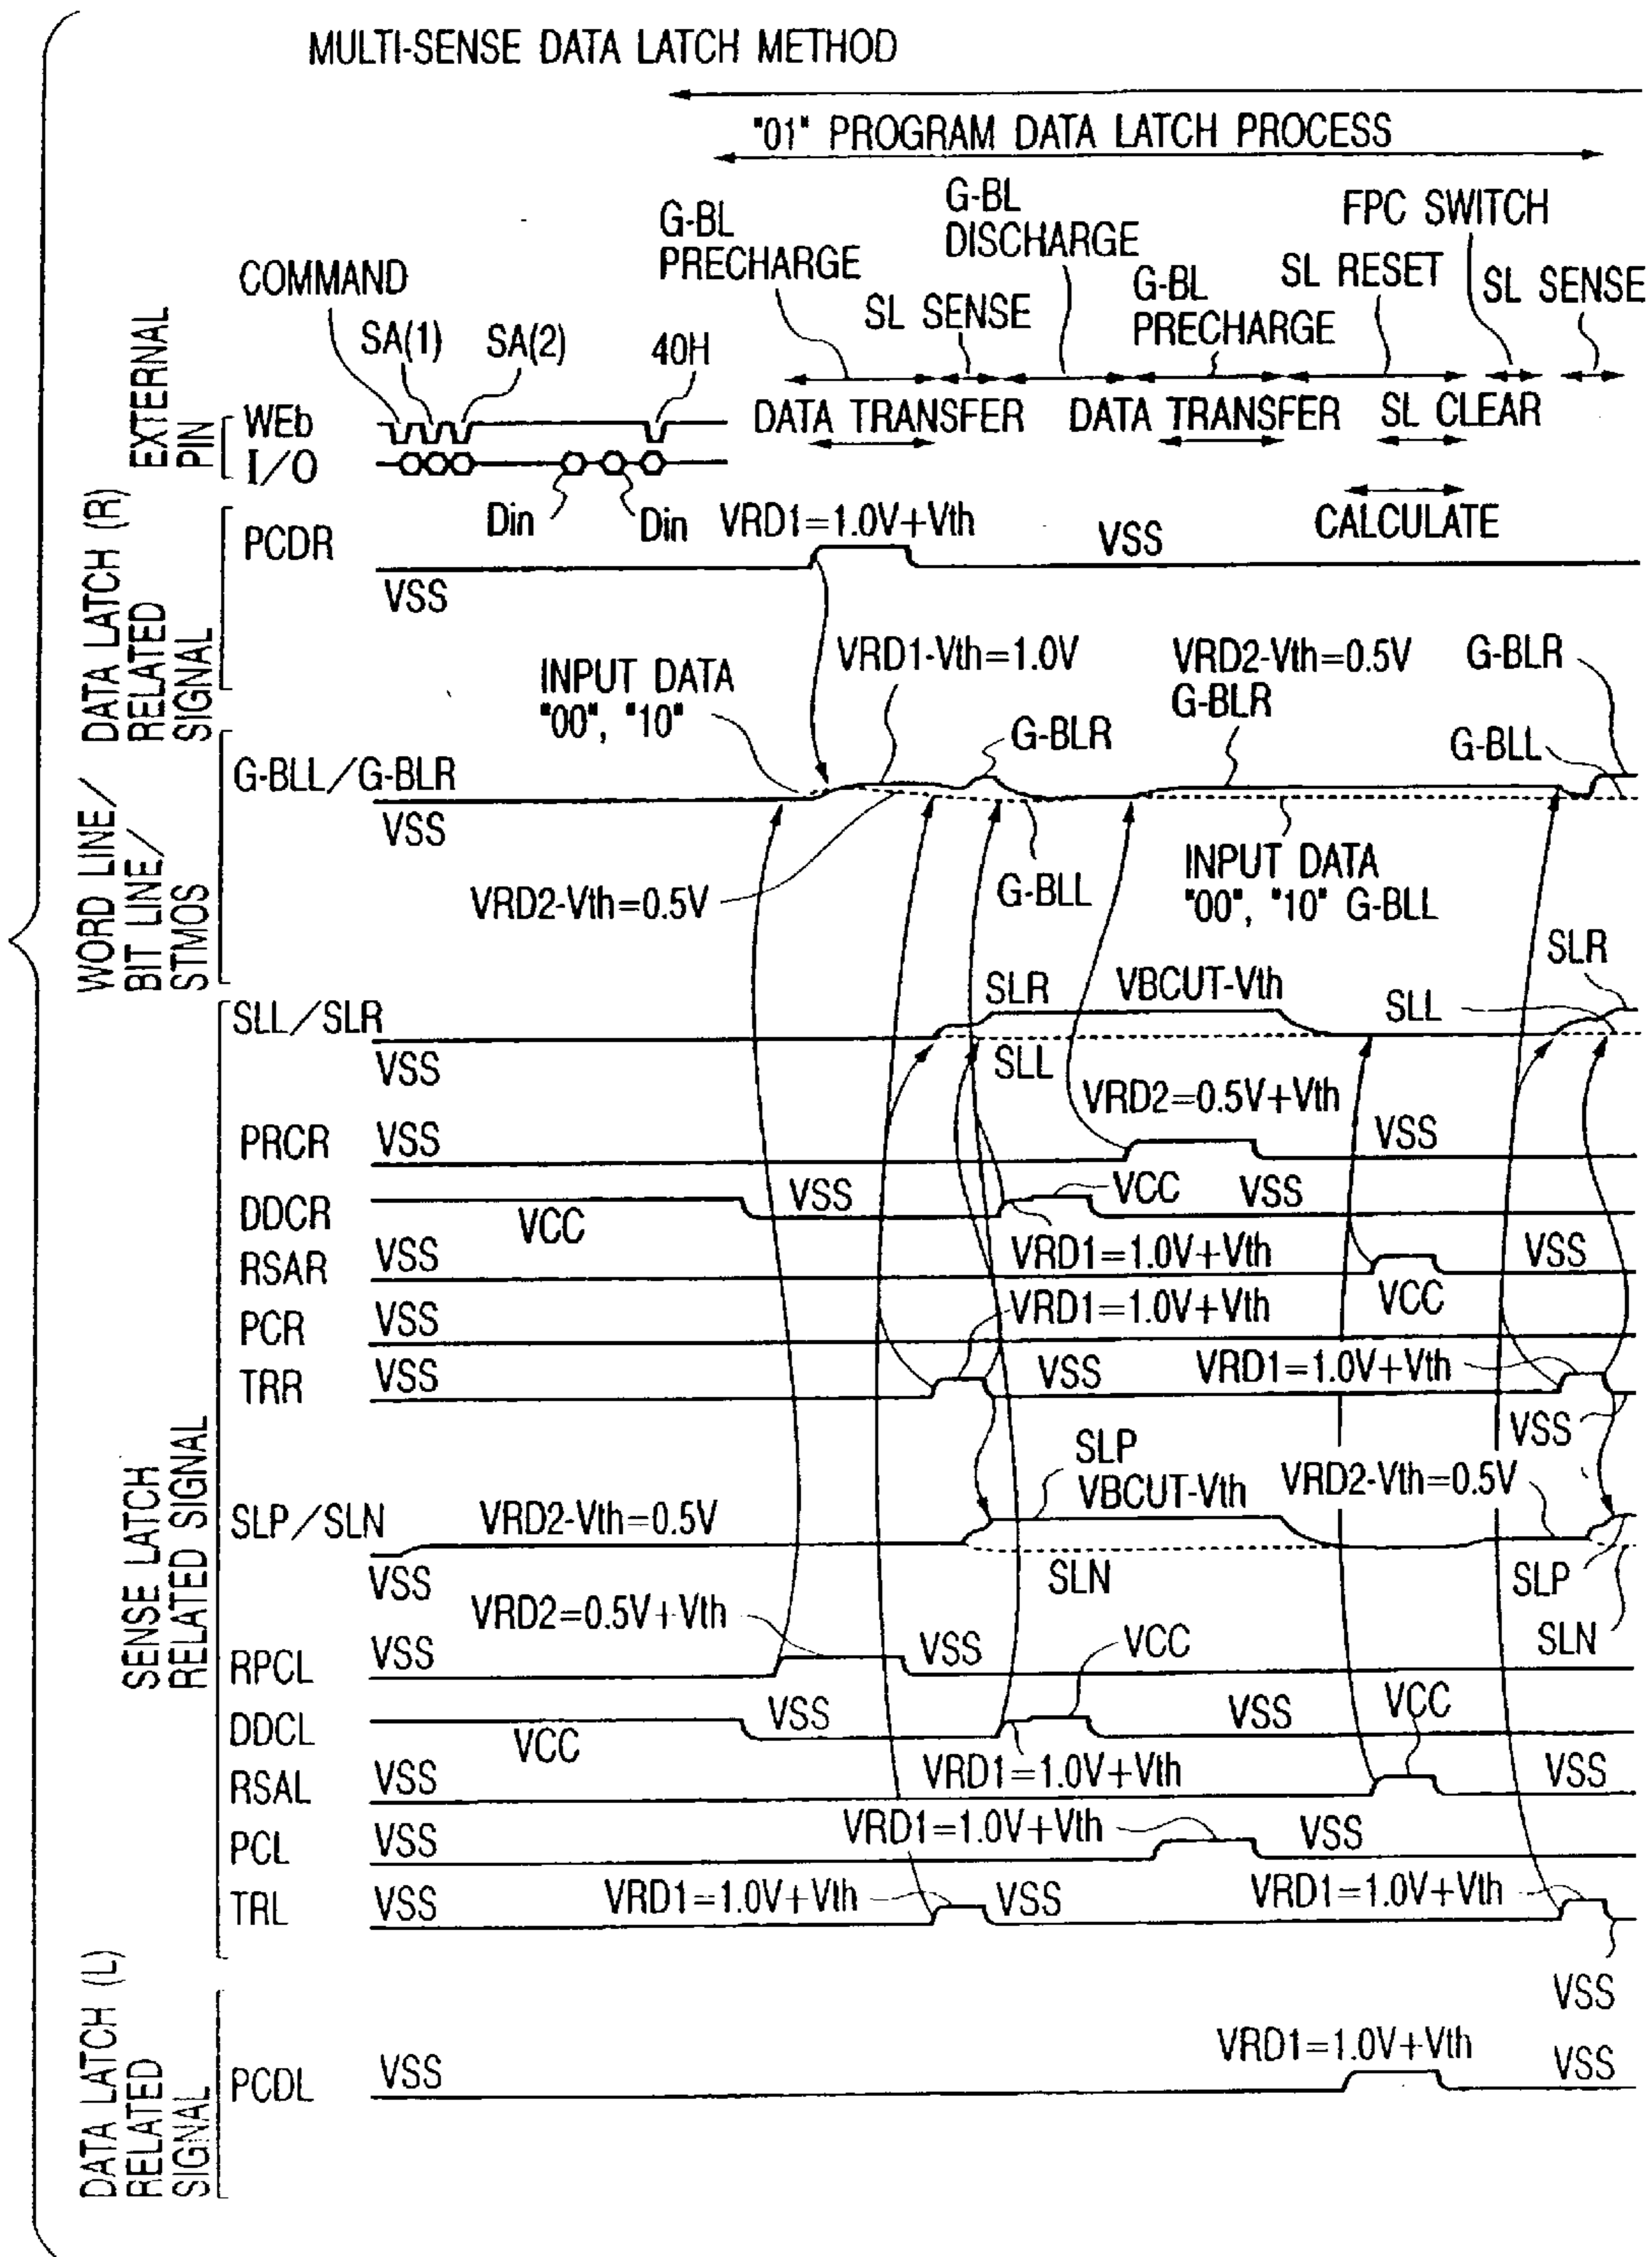 MULTI-SENSE DATA LATCH METHOD
"01" PROGRAM DATA LATCH PROCESS
G-BL
PRECHARGE
SL SENSE
G-BL
DISCHARGE
G-BL
PRECHARGE
SL RESET
FPC SWITCH
SL SENSE
COMMAND
SA(1)
SA(2)
40H
DATA TRANSFER
DATA TRANSFER
SL CLEAR
CALCULATE
EXTERNAL
PIN
WEb
I/O
Din
Din
DATA LATCH (R)
RELATED
SIGNAL
PCDR
VSS
VRD1=1.0V+Vth
VSS
WORD LINE/
BIT LINE/
STMOS
INPUT DATA
"00", "10"
VRD1-Vth=1.0V
G-BLR
VRD2-Vth=0.5V
G-BLR
G-BLR
G-BLL
G-BLL/G-BLR
VSS
VRD2-Vth=0.5V
G-BLL
INPUT DATA
"00", "10" G-BLL
SENSE LATCH
RELATED SIGNAL
SLL/SLR
VSS
SLR
VBCUT-Vth
SLL
SLL
SLR
PRCR
VSS
VRD2=0.5V+Vth
VSS
DDCR
VCC
VSS
VCC
VSS
VRD1=1.0V+Vth
RSAR
VSS
VCC
VSS
PCR
VSS
VRD1=1.0V+Vth
TRR
VSS
VSS
VRD1=1.0V+Vth
VSS
SLP/SLN
VSS
VRD2-Vth=0.5V
SLP
VBCUT-Vth
SLN
VRD2-Vth=0.5V
SLP
SLN
RPCL
VSS
VRD2=0.5V+Vth
VSS
DDCL
VCC
VSS
VCC
VSS
VRD1=1.0V+Vth
RSAL
VSS
VCC
VSS
PCL
VSS
VRD1=1.0V+Vth
VSS
TRL
VSS
VRD1=1.0V+Vth
VSS
VRD1=1.0V+Vth
VSS
DATA LATCH (L)
RELATED
SIGNAL
PCDL
VSS
VRD1=1.0V+Vth
VSS